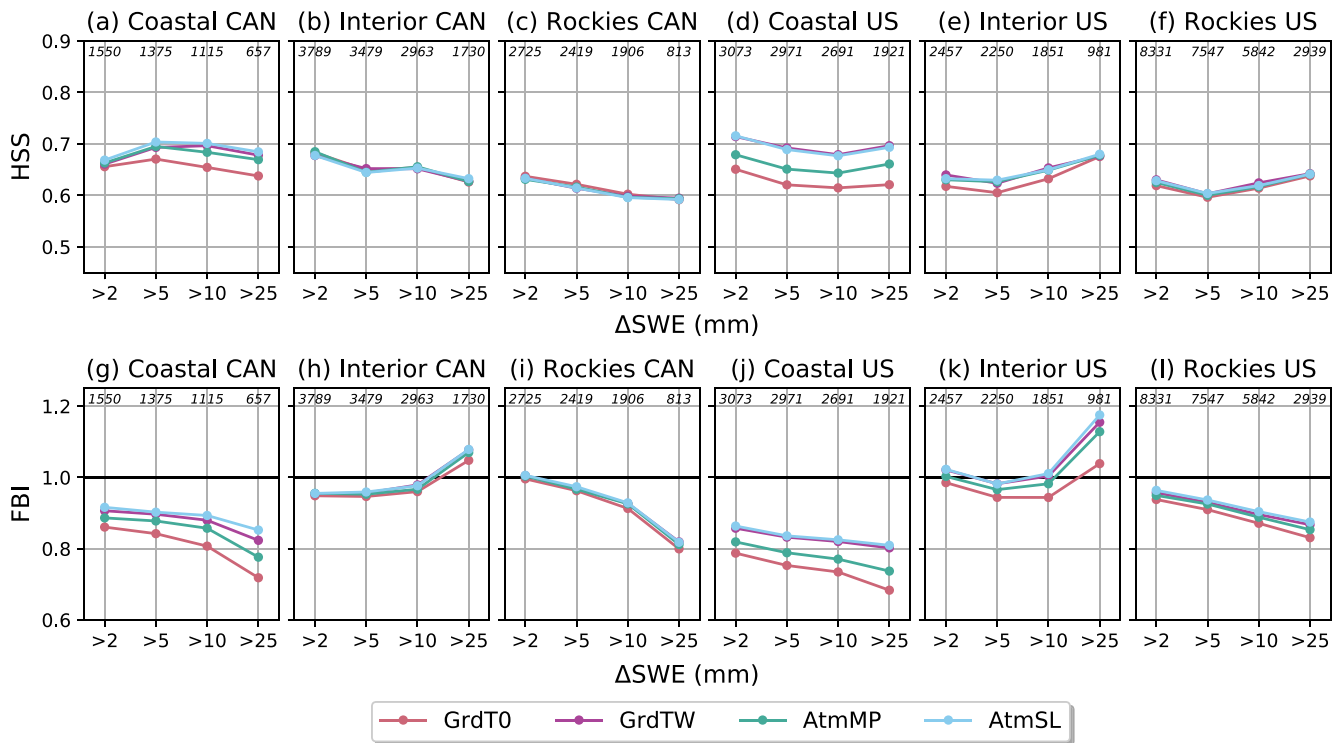 (a) Coastal CAN (b) Interior CAN (c) Rockies CAN (d) Coastal US (e) Interior US (f) Rockies US
0.9 1550 1375 1115 657 3789 3479 2963 1730 2725 2419 1906 813 3073 2971 2691 1921 2457 2250 1851 981 8331 7547 5842 2939
0.8
0.7
HSS
0.6
0.5
>2 >5 >10 >25 >2 >5 >10 >25 >2 >5 >10 >25 >2 >5 >10 >25 >2 >5 >10 >25 >2 >5 >10 >25
ΔSWE (mm)
(g) Coastal CAN (h) Interior CAN (i) Rockies CAN (j) Coastal US (k) Interior US (l) Rockies US
1.2 1550 1375 1115 657 3789 3479 2963 1730 2725 2419 1906 813 3073 2971 2691 1921 2457 2250 1851 981 8331 7547 5842 2939
1.0
FBI
0.8
0.6
>2 >5 >10 >25 >2 >5 >10 >25 >2 >5 >10 >25 >2 >5 >10 >25 >2 >5 >10 >25 >2 >5 >10 >25
ΔSWE (mm)
GrdT0 GrdTW AtmMP AtmSL